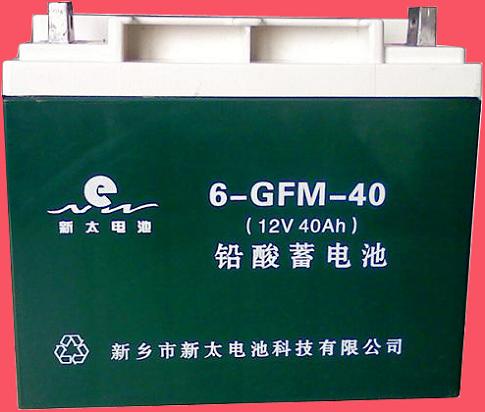 新太电池
6-GFM-40
(12V 40Ah)
铅酸蓄电池
新乡市新太电池科技有限公司